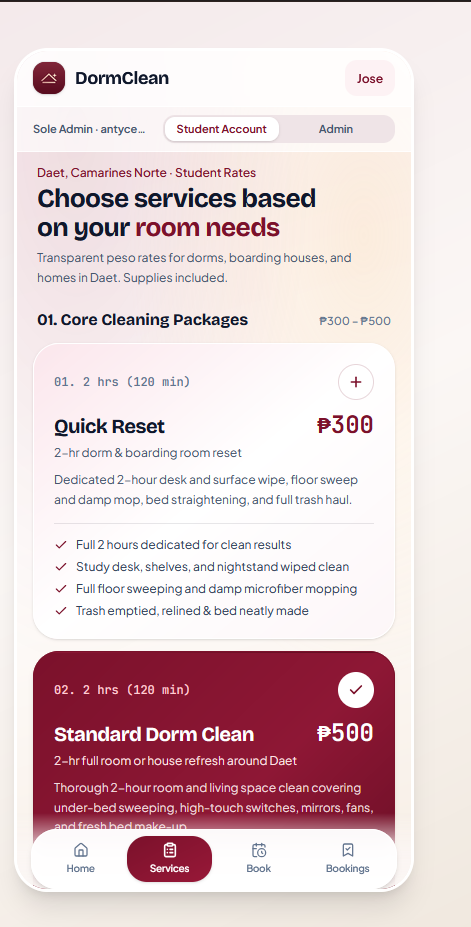 DormClean
Jose
Sole Admin · antyce...
Student Account
Admin
Daet, Camarines Norte · Student Rates
Choose services based
on your room needs
Transparent peso rates for dorms, boarding houses, and
homes in Daet. Supplies included.
01. Core Cleaning Packages
₱300 – ₱500
01. 2 hrs (120 min)
Quick Reset
₱300
2-hr dorm & boarding room reset
Dedicated 2-hour desk and surface wipe, floor sweep
and damp mop, bed straightening, and full trash haul.
Full 2 hours dedicated for clean results
Study desk, shelves, and nightstand wiped clean
Full floor sweeping and damp microfiber mopping
Trash emptied, relined & bed neatly made
02. 2 hrs (120 min)
Standard Dorm Clean
₱500
2-hr full room or house refresh around Daet
Thorough 2-hour room and living space clean covering
under-bed sweeping, high-touch switches, mirrors, fans,
and fresh bed make-up.
Home
Services
Book
Bookings